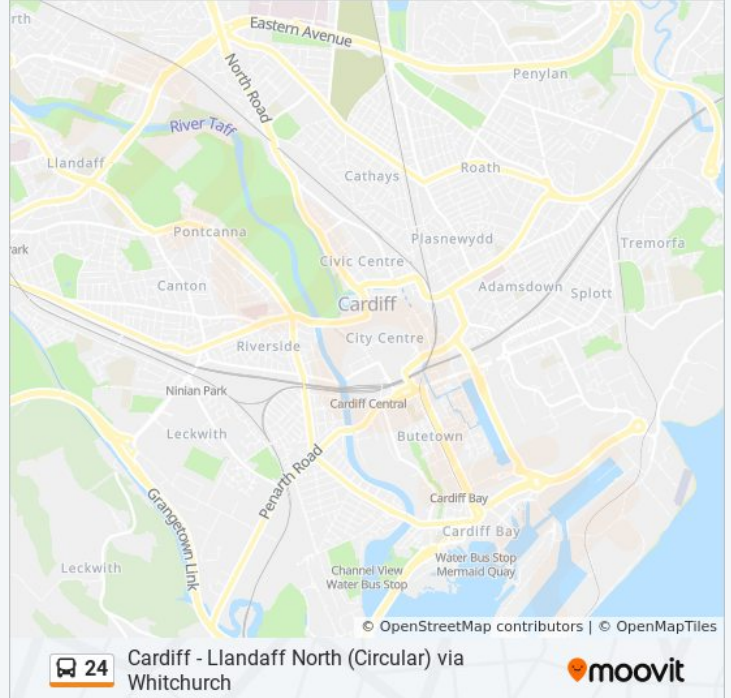 rth
Eastern Avenue
North Road
Penylan
River Taff
Llandaff
Cathays
Roath
Pontcanna
Plasnewydd
Tremorfa
ark
Civic Centre
Canton
Adamsdown
Splott
Cardiff
City Centre
Riverside
Ninian Park
Cardiff Central
Leckwith
Butetown
Penarth Road
Grangetown Link
Cardiff Bay
Cardiff Bay
Water Bus Stop
Mermaid Quay
Leckwith
Channel View
Water Bus Stop
© OpenStreetMap contributors | © OpenMapTiles
24
Cardiff - Llandaff North (Circular) via
Whitchurch
moovit